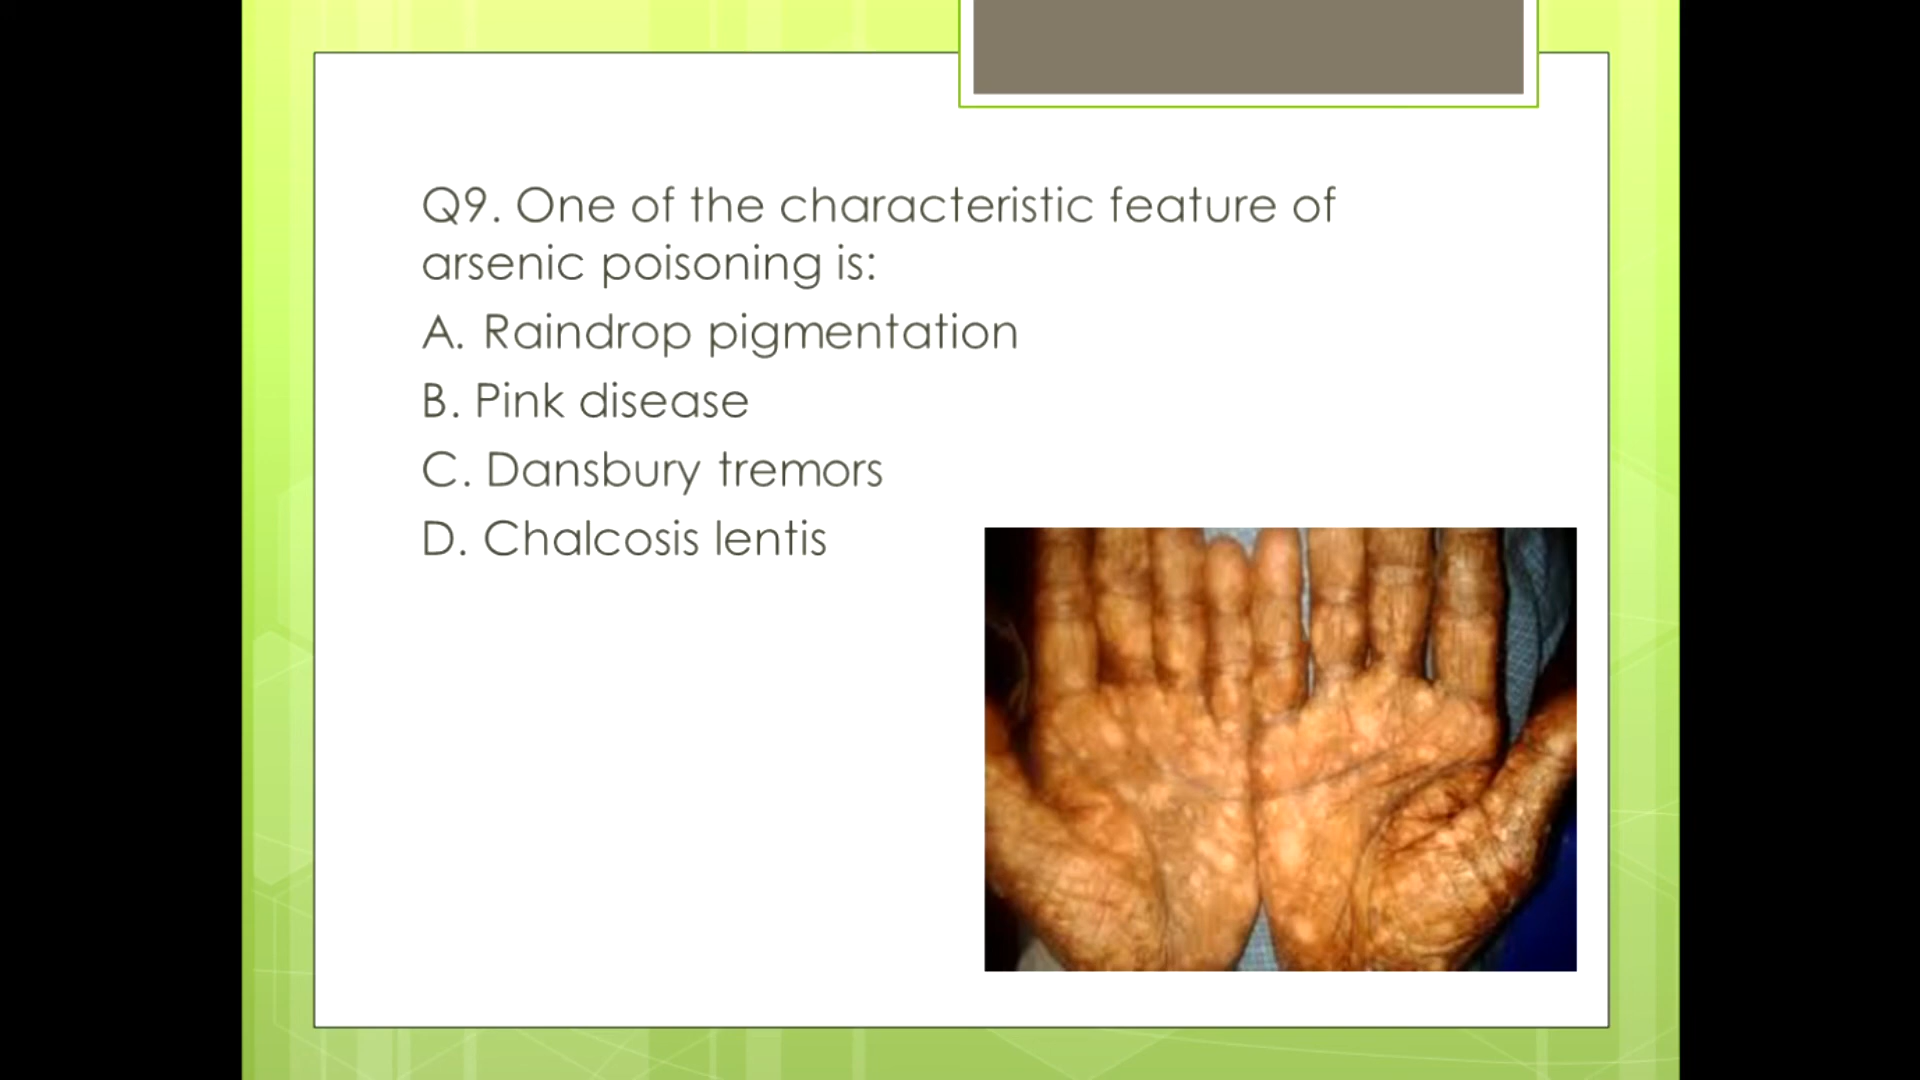 Q9. One of the characteristic feature of
arsenic poisoning is:
A. Raindrop pigmentation
B. Pink disease
C. Dansbury tremors
D. Chalcosis lentis